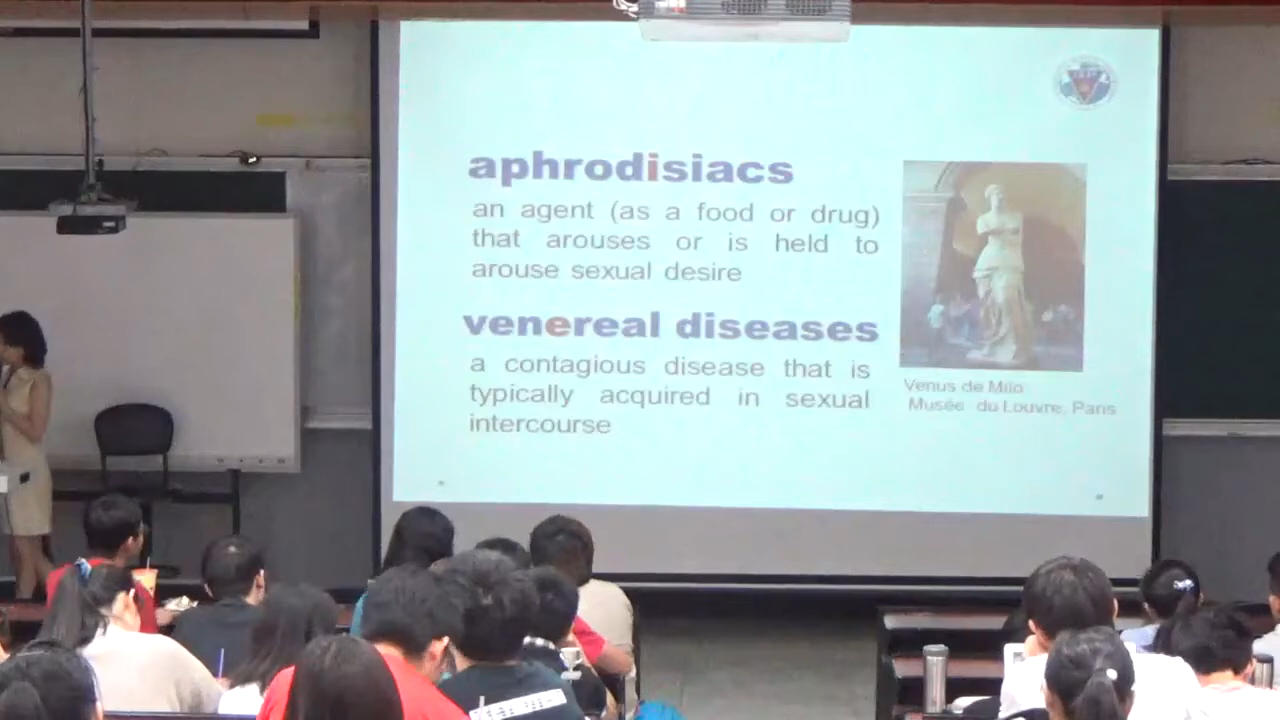 aphrodisiacs
an agent (as a food or drug)
that arouses or is held to
arouse sexual desire
venereal diseases
a contagious disease that is
typically acquired in sexual
intercourse
Venus de Milo
Musée du Louvre, Paris